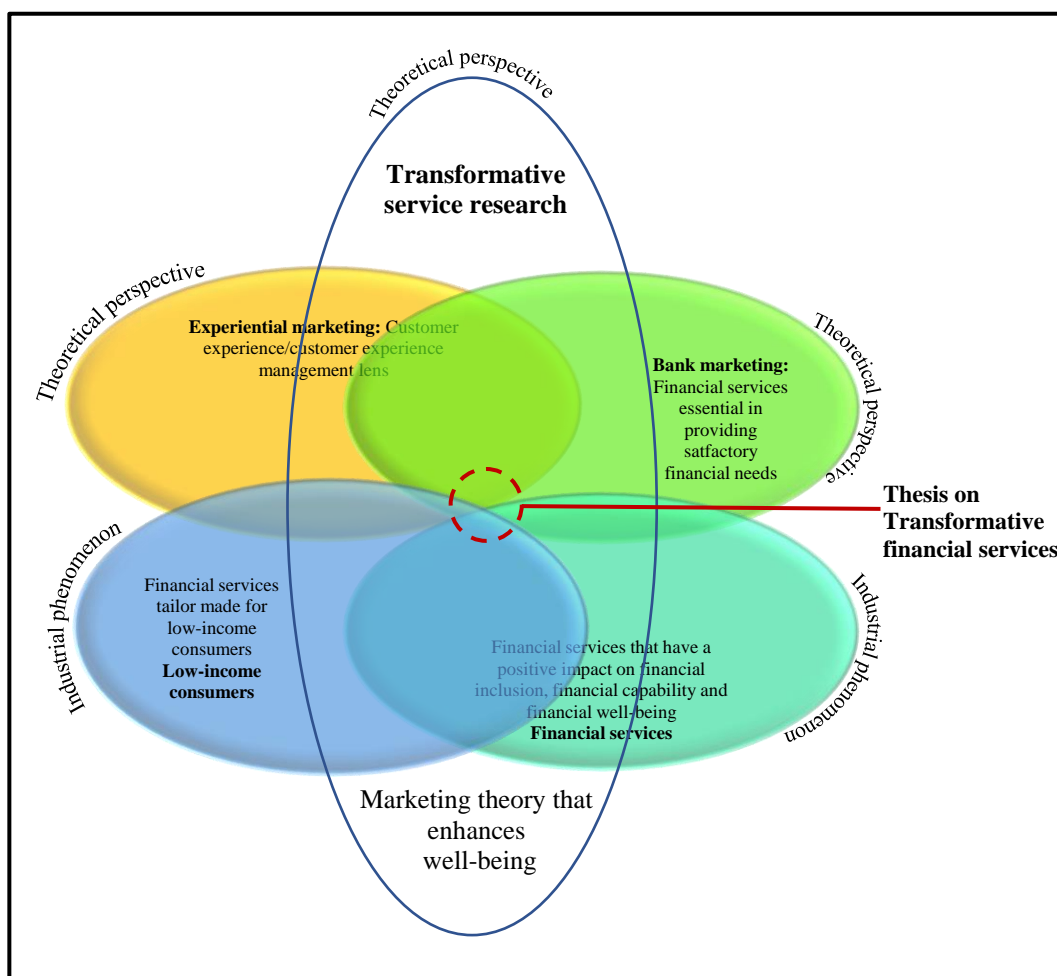 Theoretical perspective
Transformative
service research
Theoretical perspective
Experiential marketing: Customer
experience/customer experience
management lens
Theoretical perspective
Bank marketing:
Financial services
essential in
providing
satfactory
financial needs
Thesis on
Transformative
financial services
Industrial phenomenon
Financial services
tailor made for
low-income
consumers
Low-income
consumers
Industrial phenomenon
Financial services that have a
positive impact on financial
inclusion, financial capability and
financial well-being
Financial services
Marketing theory that
enhances
well-being